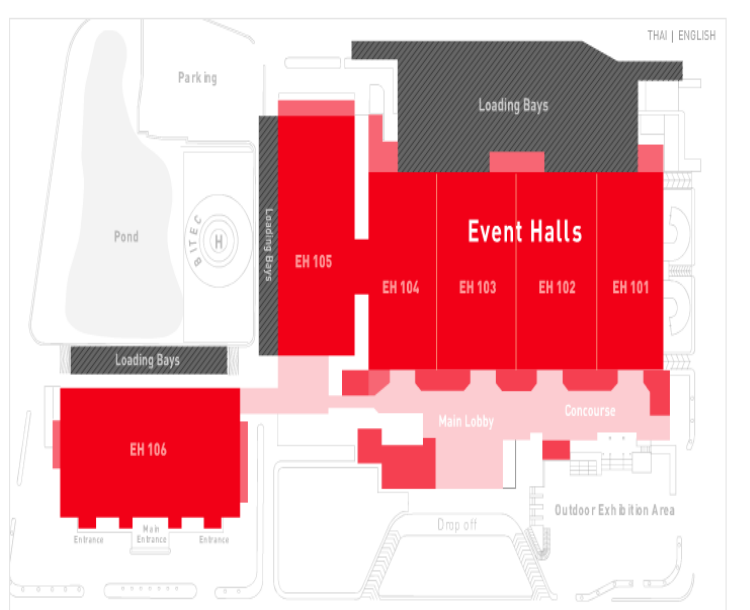 THAI | ENGLISH
Parking
Loading Bays
BITEC
H
Pond
Loading Bays
Event Halls
EH 105
EH 104
EH 103
EH 102
EH 101
Loading Bays
Main Lobby
Concourse
EH 106
Outdoor Exhibition Area
Drop off
Main
Entrance
Entrance
Entrance